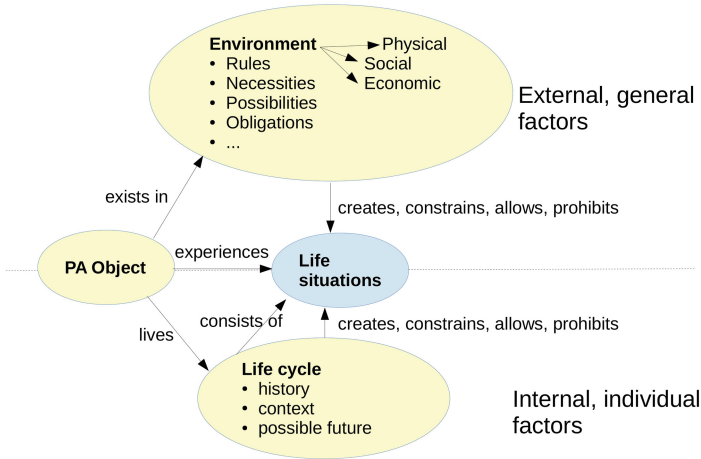 Environment
• Rules
• Necessities
• Possibilities
• Obligations
• ...
Physical
Social
Economic
External, general
factors
exists in
creates, constrains, allows, prohibits
PA Object
experiences
Life
situations
consists of
lives
creates, constrains, allows, prohibits
Life cycle
• history
• context
• possible future
Internal, individual
factors